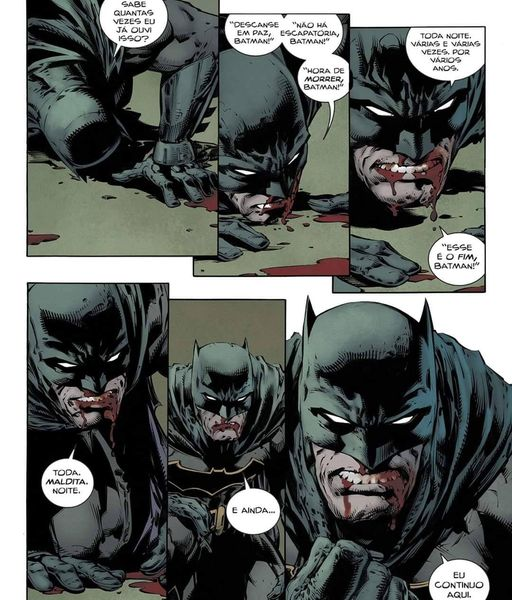 SABE
QUANTAS
VEZES EU
JÁ OUVI
ISSO?
"DESCANSE
EM PAZ,
BATMAN!"
"NÃO HÁ
ESCAPATÓRIA,
BATMAN!"
"HORA DE
MORRER,
BATMAN!"
TODA NOITE.
VÁRIAS E VÁRIAS
VEZES. POR
VÁRIOS
ANOS.
"ESSE
É O FIM,
BATMAN!"
TODA.
MALDITA.
NOITE.
E AINDA...
EU
CONTINUO
AQUI.